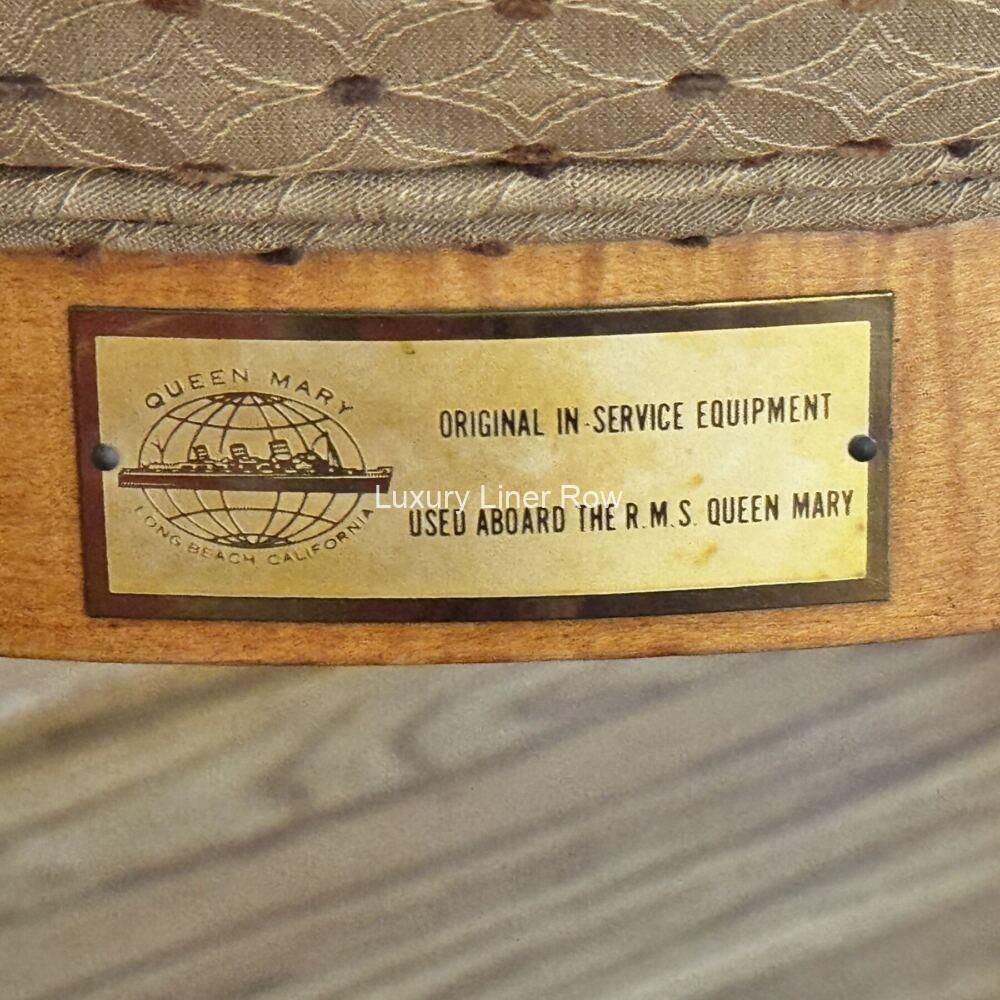 QUEEN MARY
LONG BEACH CALIFORNIA
ORIGINAL IN-SERVICE EQUIPMENT
USED ABOARD THE R.M.S. QUEEN MARY
Luxury Liner Row